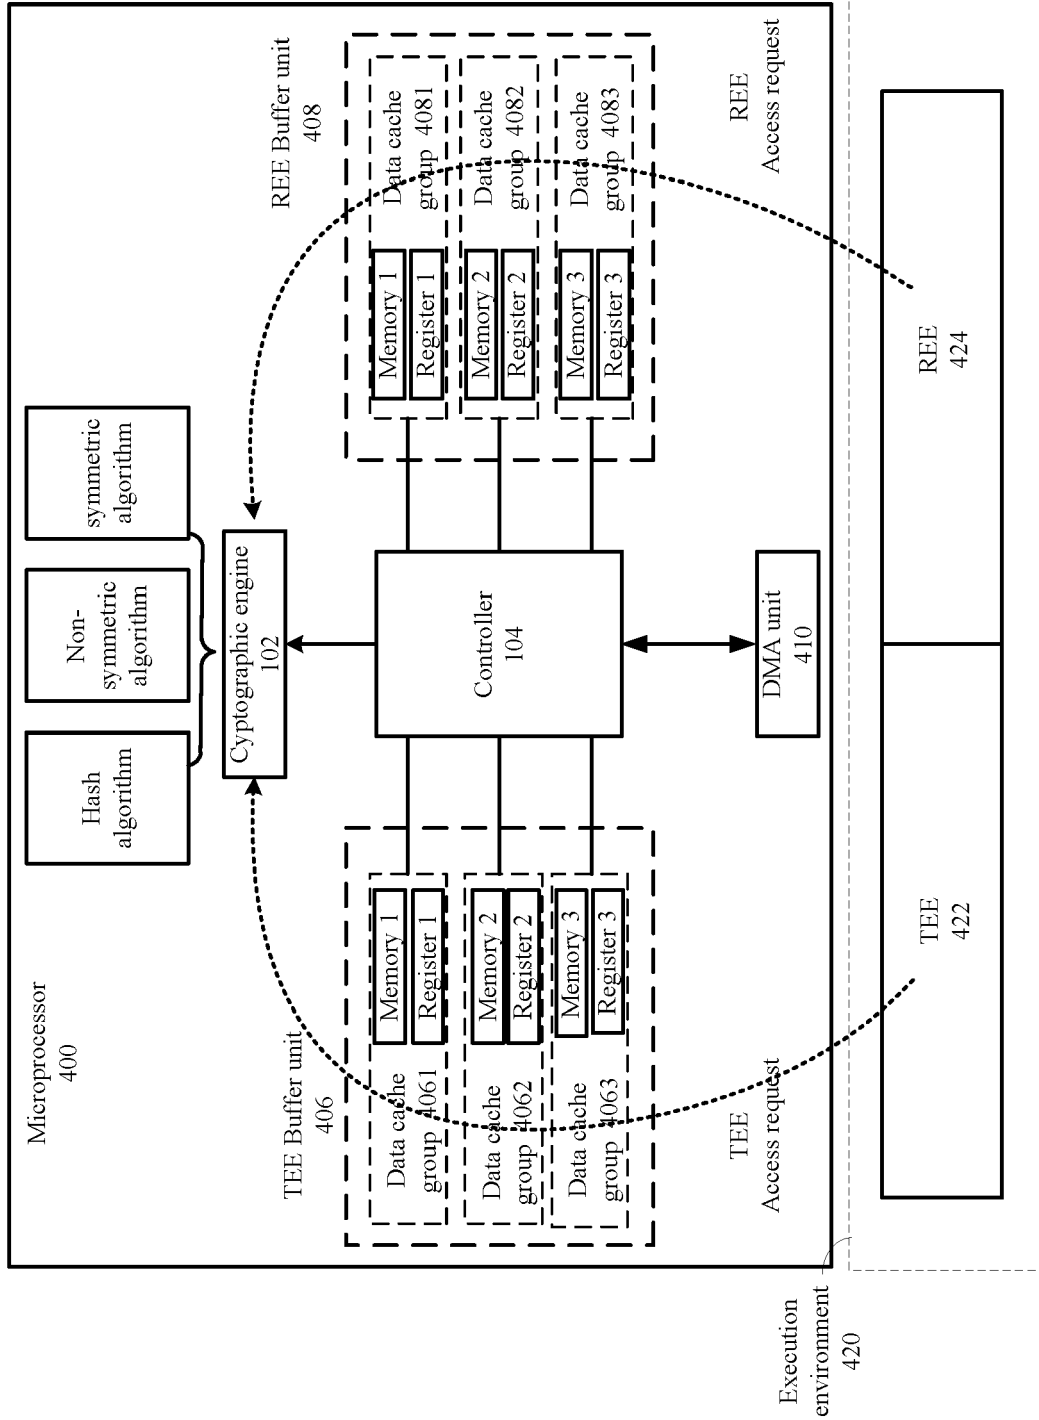 Microprocessor
400
Hash
algorithm
Non-
symmetric
algorithm
symmetric
algorithm
Cyptographic engine
102
TEE Buffer unit
406
Data cache
group 4061
Memory 1
Register 1
Data cache
group 4062
Memory 2
Register 2
Data cache
group 4063
Memory 3
Register 3
Controller
104
REE Buffer unit
408
Memory 1
Register 1
Data cache
group 4081
Memory 2
Register 2
Data cache
group 4082
Memory 3
Register 3
Data cache
group 4083
TEE
Access request
DMA unit
410
REE
Access request
Execution
environment
420
TEE
422
REE
424